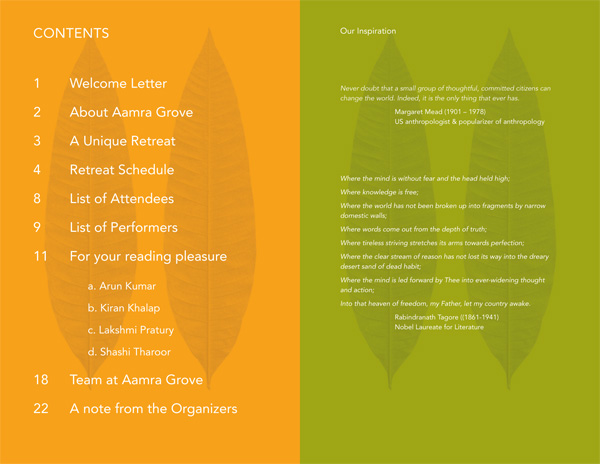 CONTENTS
1 Welcome Letter
2 About Aamra Grove
3 A Unique Retreat
4 Retreat Schedule
8 List of Attendees
9 List of Performers
11 For your reading pleasure
a. Arun Kumar
b. Kiran Khalap
c. Lakshmi Pratury
d. Shashi Tharoor
18 Team at Aamra Grove
22 A note from the Organizers
Our Inspiration
Never doubt that a small group of thoughtful, committed citizens can
change the world. Indeed, it is the only thing that ever has.
Margaret Mead (1901 – 1978)
US anthropologist & popularizer of anthropology
Where the mind is without fear and the head held high;
Where knowledge is free;
Where the world has not been broken up into fragments by narrow
domestic walls;
Where words come out from the depth of truth;
Where tireless striving stretches its arms towards perfection;
Where the clear stream of reason has not lost its way into the dreary
desert sand of dead habit;
Where the mind is led forward by Thee into ever-widening thought
and action;
Into that heaven of freedom, my Father, let my country awake.
Rabindranath Tagore ((1861-1941)
Nobel Laureate for Literature